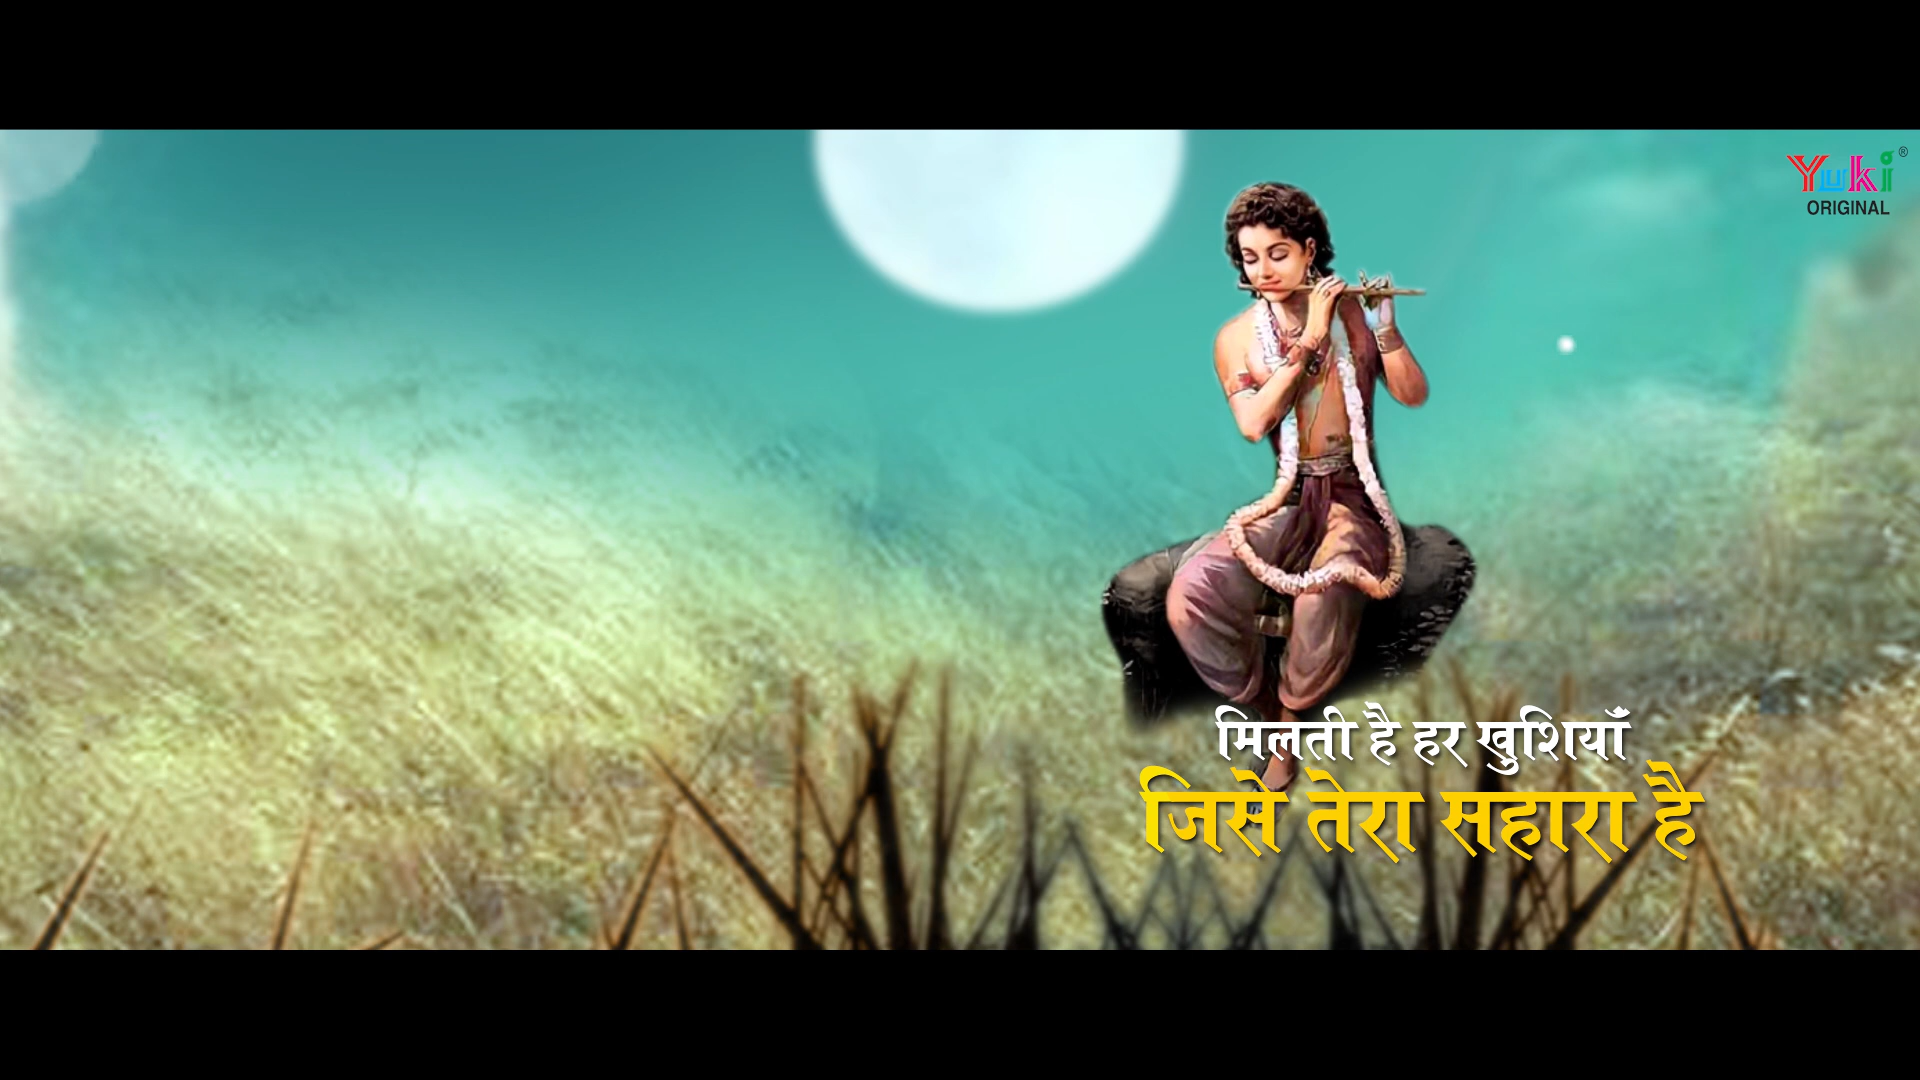 Yuki®
ORIGINAL
मिलती है हर खुशियाँ
जिसे तेरा सहारा है